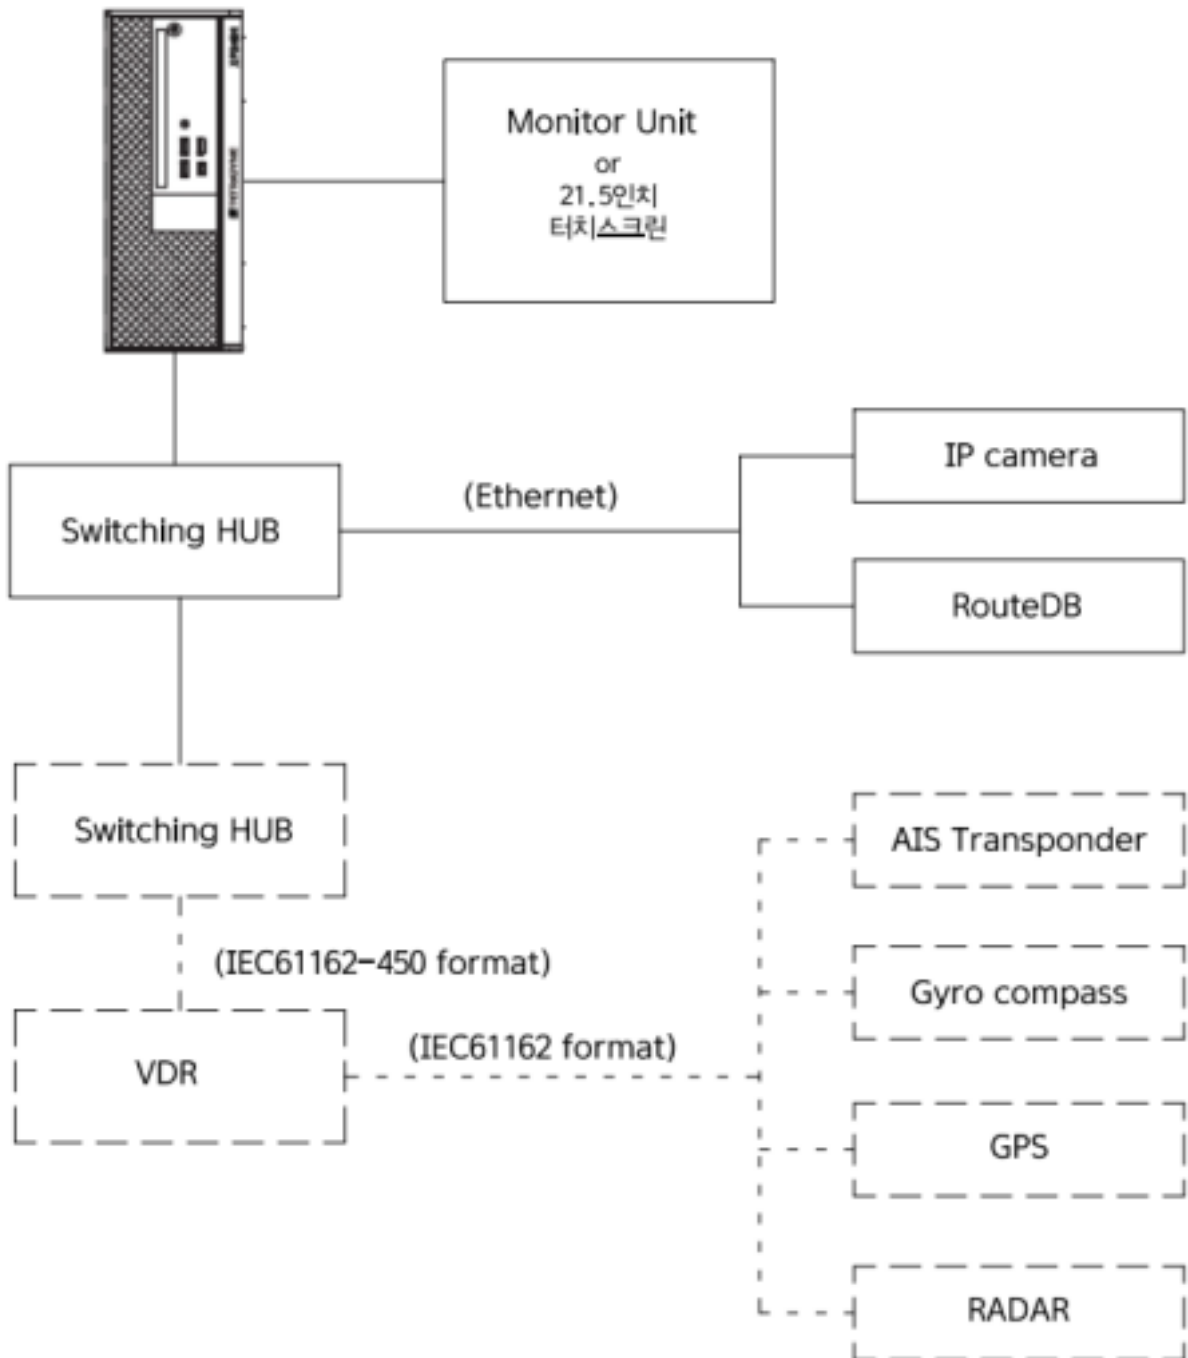 Monitor Unit
or
21.5인치
터치스크린
IP camera
(Ethernet)
Switching HUB
RouteDB
Switching HUB
AIS Transponder
(IEC61162-450 format)
Gyro compass
(IEC61162 format)
VDR
GPS
RADAR